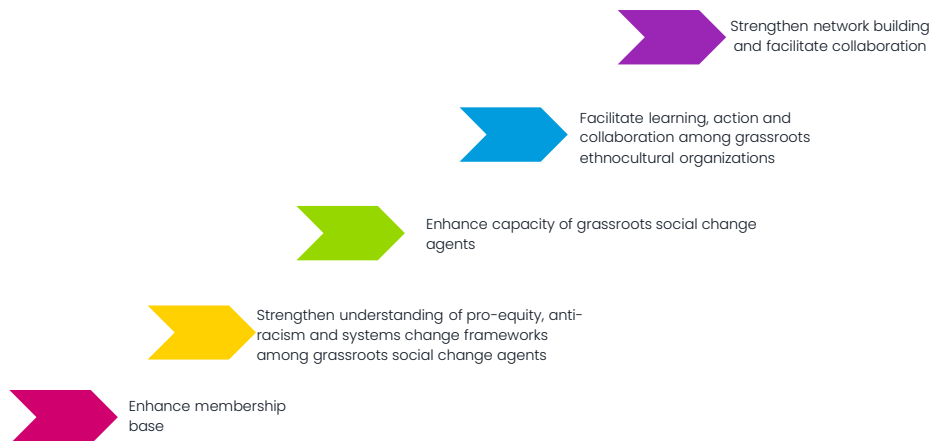 Strengthen network building
and facilitate collaboration
Facilitate learning, action and
collaboration among grassroots
ethnocultural organizations
Enhance capacity of grassroots social change
agents
Strengthen understanding of pro-equity, anti-
racism and systems change frameworks
among grassroots social change agents
Enhance membership
base